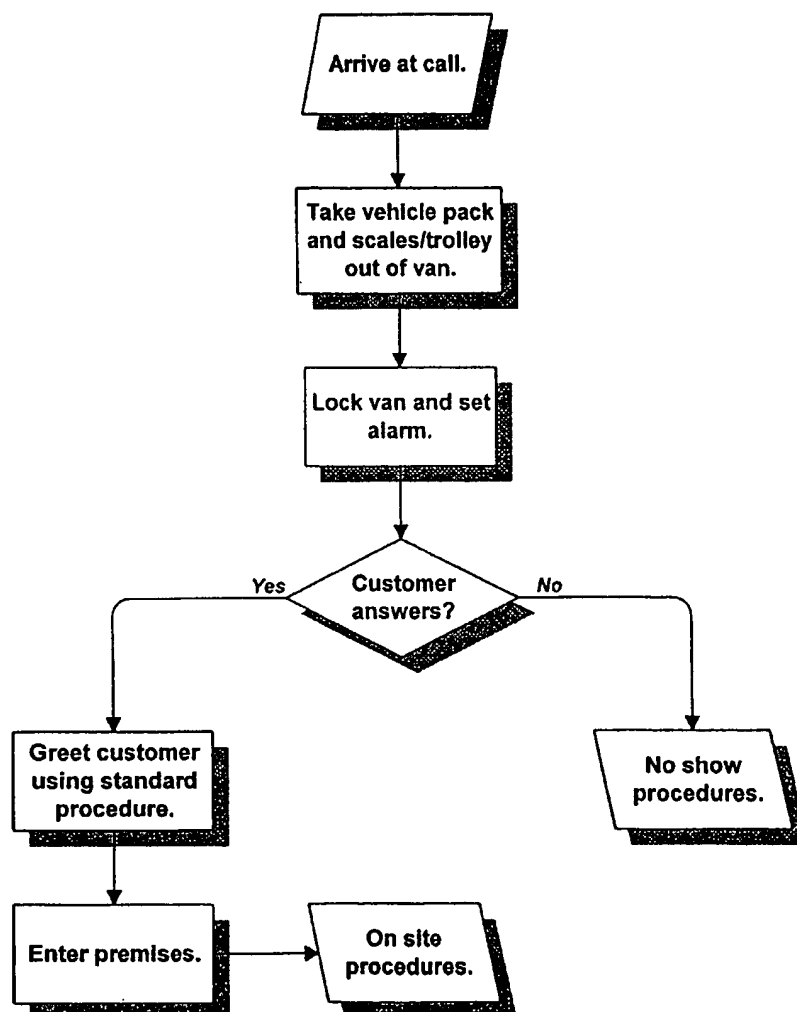 Arrive at call.
Take vehicle pack
and scales/trolley
out of van.
Lock van and set
alarm.
Customer
answers?
Yes
No
Greet customer
using standard
procedure.
No show
procedures.
Enter premises.
On site
procedures.